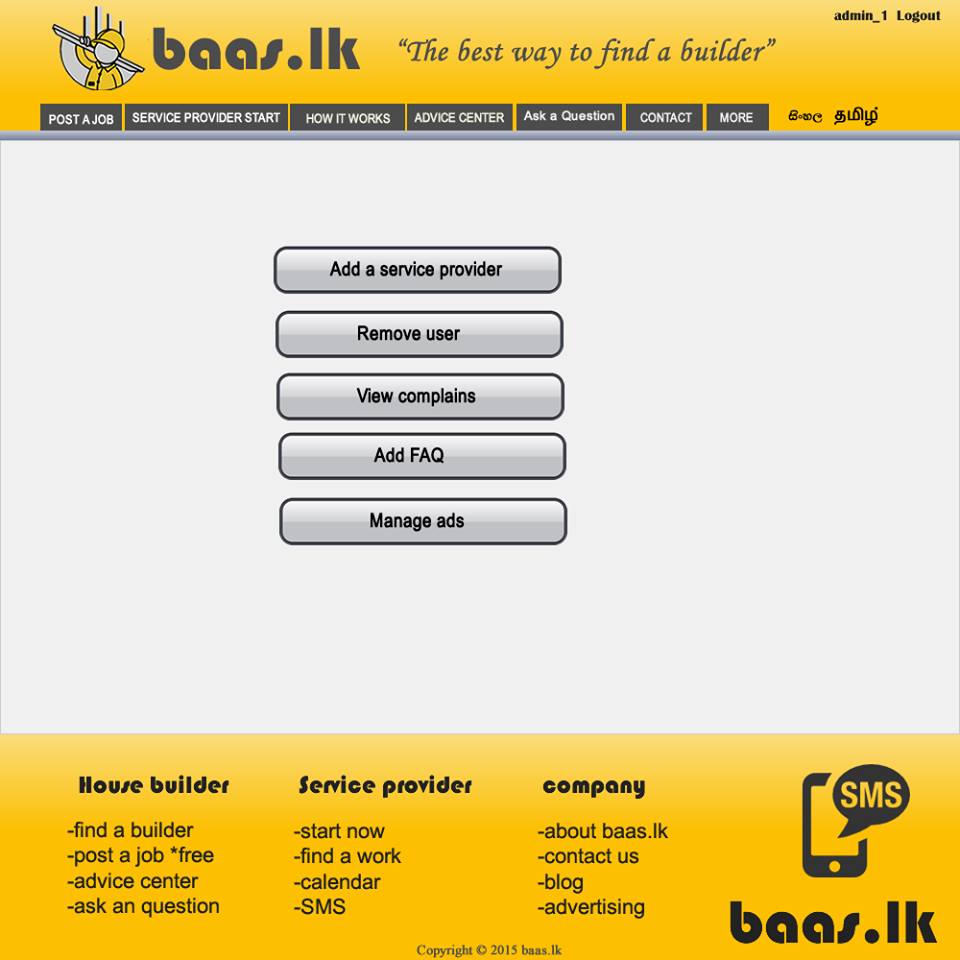 admin_1 Logout
baas.lk
“The best way to find a builder”
POST A JOB
SERVICE PROVIDER START
HOW IT WORKS
ADVICE CENTER
Ask a Question
CONTACT
MORE
සිංහල
தமிழ்
Add a service provider
Remove user
View complains
Add FAQ
Manage ads
House builder
-find a builder
-post a job *free
-advice center
-ask an question
Service provider
-start now
-find a work
-calendar
-SMS
company
-about baas.lk
-contact us
-blog
-advertising
SMS
baas.lk
Copyright © 2015 baas.lk